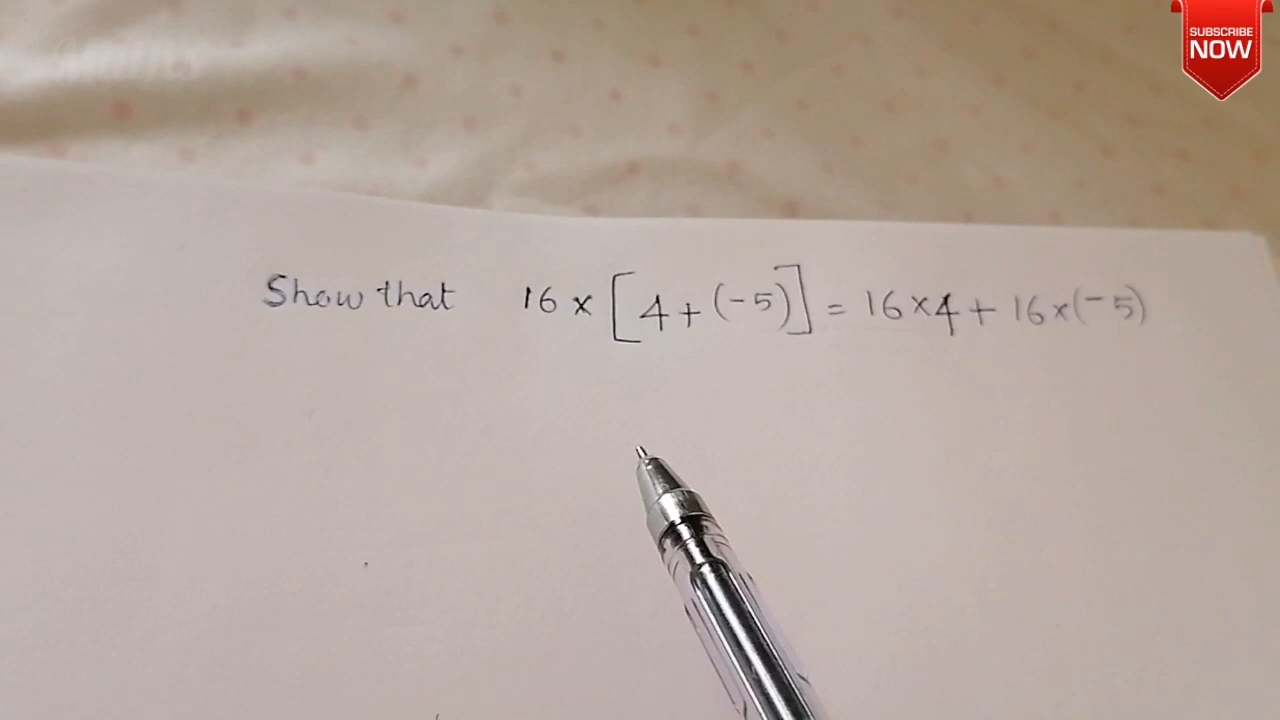 SUBSCRIBE
NOW
Show that 16 × [4 + (-5)] = 16 × 4 + 16 × (-5)